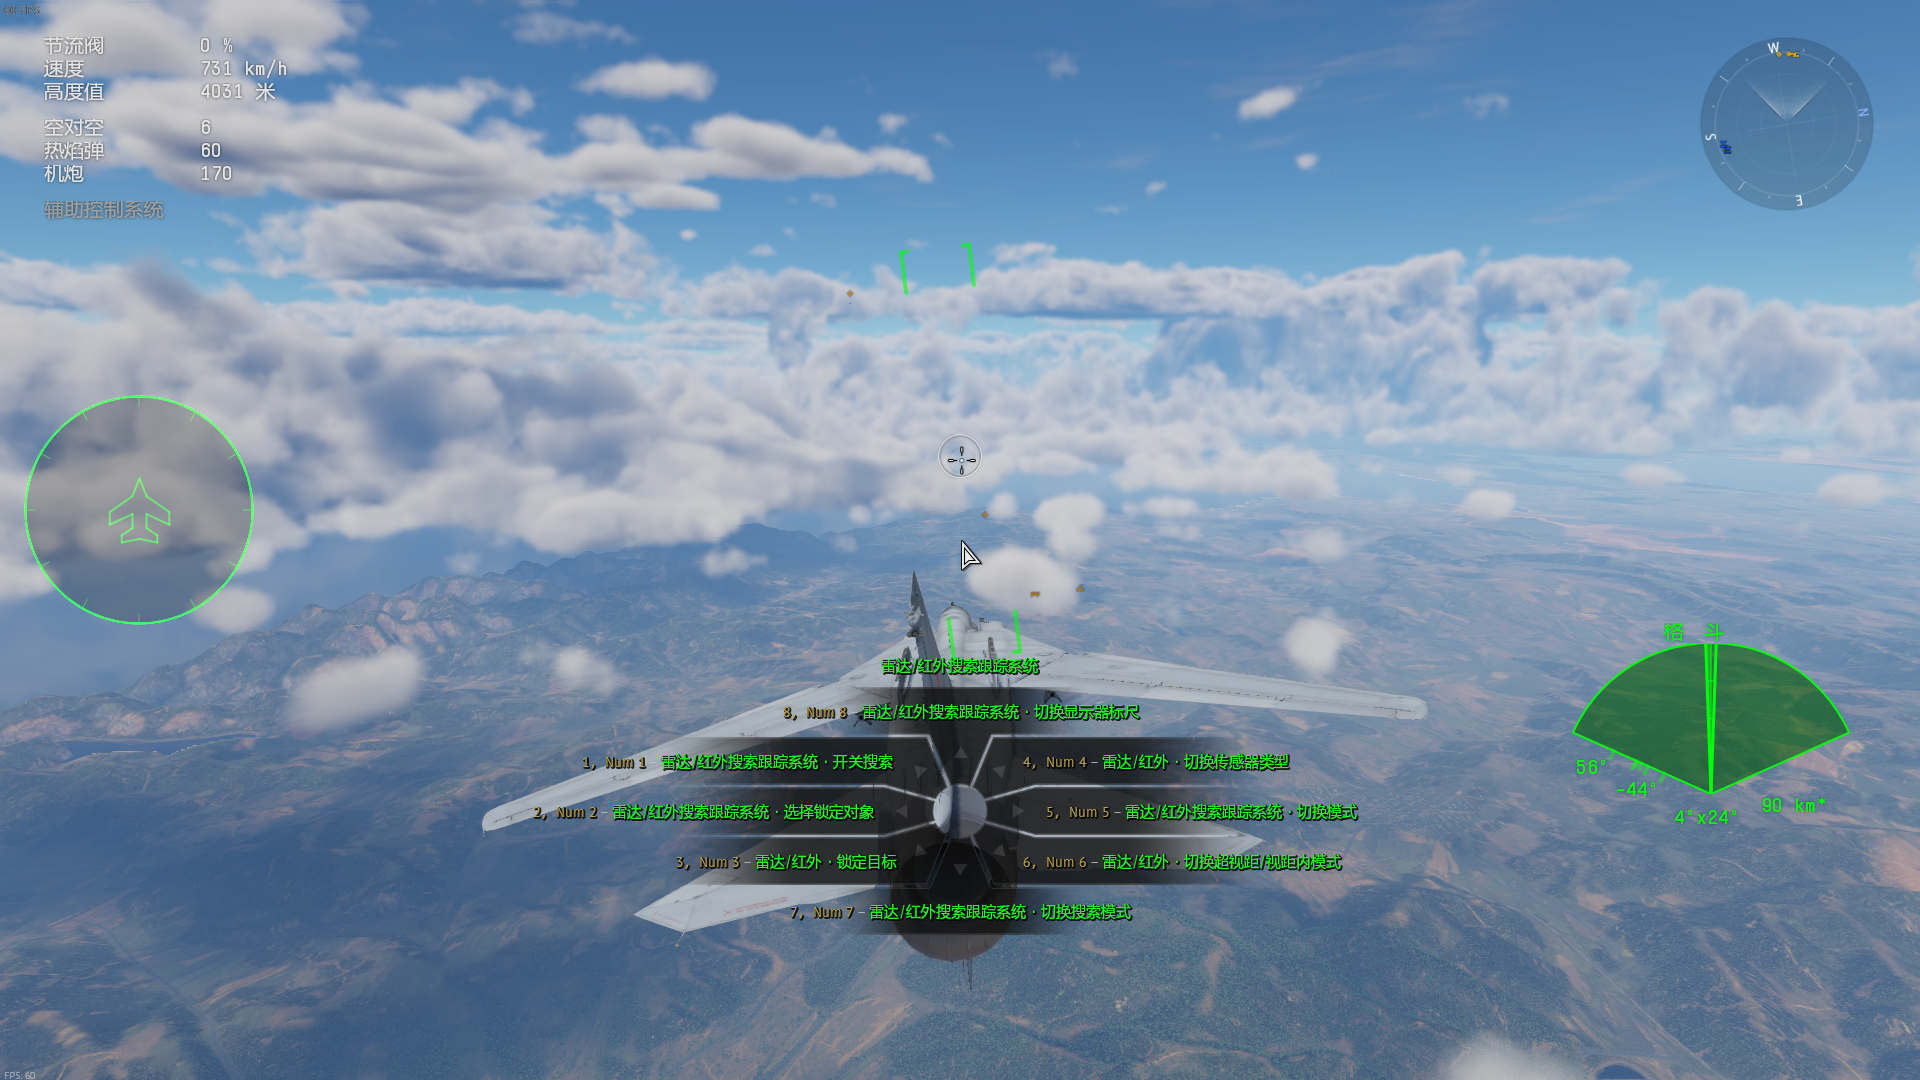 节流阀 0 %
速度 731 km/h
高度值 4031 米
空对空 6
热焰弹 60
机炮 170
辅助控制系统
W
N
S
E
雷达/红外搜索跟踪系统
8, Num 8 - 雷达/红外搜索跟踪系统 · 切换显示器标尺
1, Num 1 - 雷达/红外搜索跟踪系统 · 开关搜索
4, Num 4 - 雷达/红外 · 切换传感器类型
2, Num 2 - 雷达/红外搜索跟踪系统 · 选择锁定对象
5, Num 5 - 雷达/红外搜索跟踪系统 · 切换模式
3, Num 3 - 雷达/红外 · 锁定目标
6, Num 6 - 雷达/红外 · 切换超视距/视距内模式
7, Num 7 - 雷达/红外搜索跟踪系统 · 切换搜索模式
格 斗
56°
-44°
4°x24°
90 km*
FPS: 60